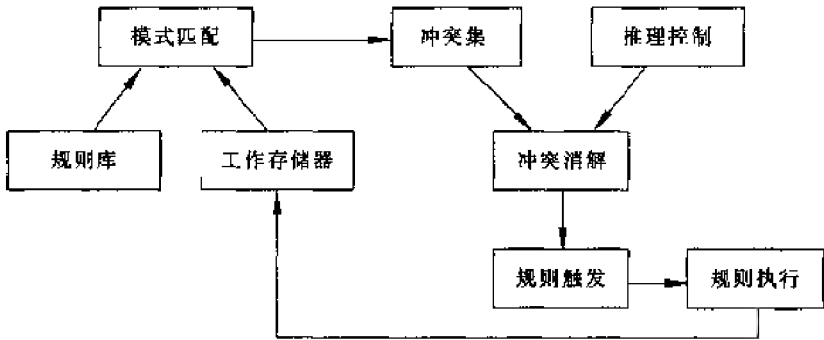 模式匹配
冲突集
推理控制
规则库
工作存储器
冲突消解
规则触发
规则执行